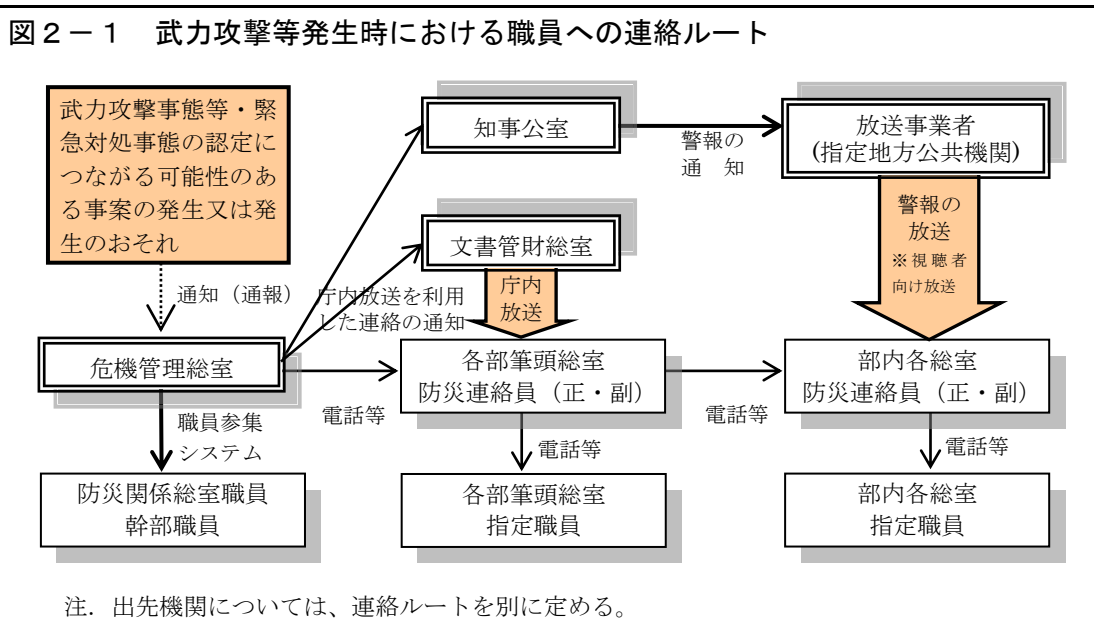 図2-1 武力攻撃等発生時における職員への連絡ルート
武力攻撃事態等・緊
急対処事態の認定に
つながる可能性のあ
る事案の発生又は発
生のおそれ
知事公室
警報の
通 知
放送事業者
(指定地方公共機関)
文書管財総室
警報の
放送
※視聴者
向け放送
通知(通報)
庁内放送を利用
した連絡の通知
庁内
放送
危機管理総室
各部筆頭総室
防災連絡員(正・副)
部内各総室
防災連絡員(正・副)
電話等
電話等
職員参集
システム
電話等
電話等
防災関係総室職員
幹部職員
各部筆頭総室
指定職員
部内各総室
指定職員
注. 出先機関については、連絡ルートを別に定める。